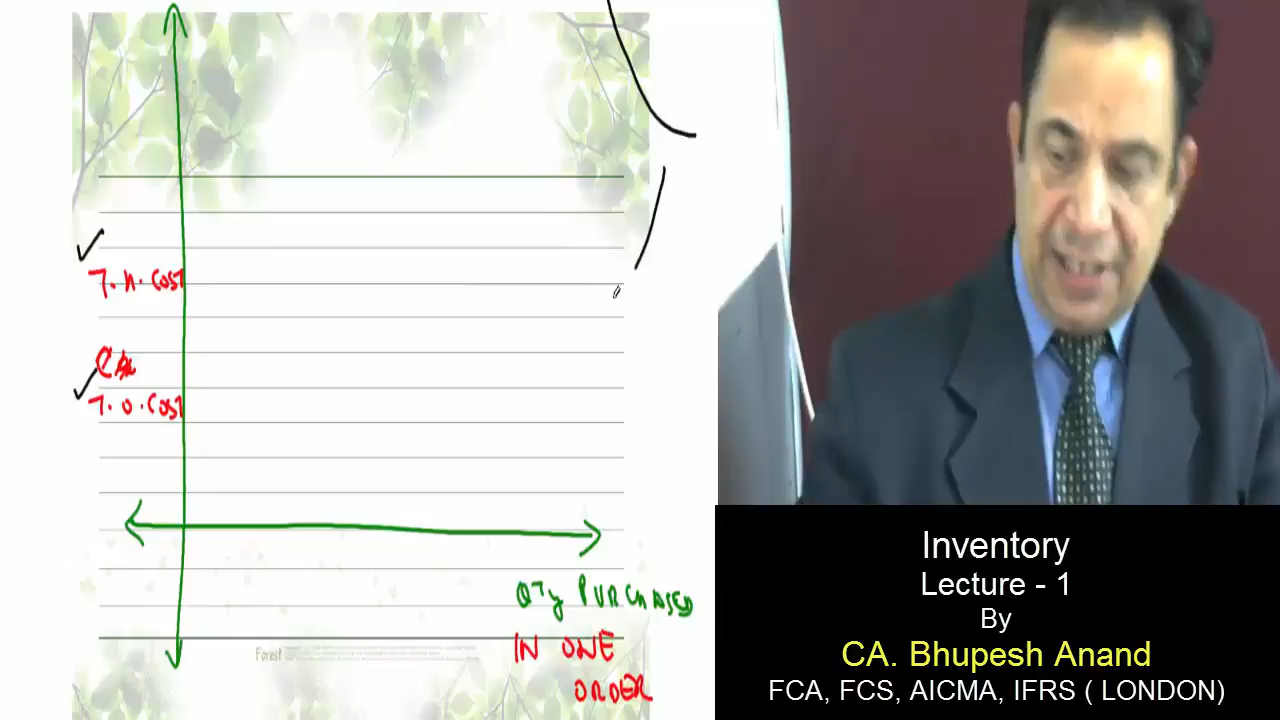 T. H. COST
T. O. COST
QTY PURCHASED
IN ONE
ORDER
Forest
Inventory
Lecture - 1
By
CA. Bhupesh Anand
FCA, FCS, AICMA, IFRS ( LONDON)